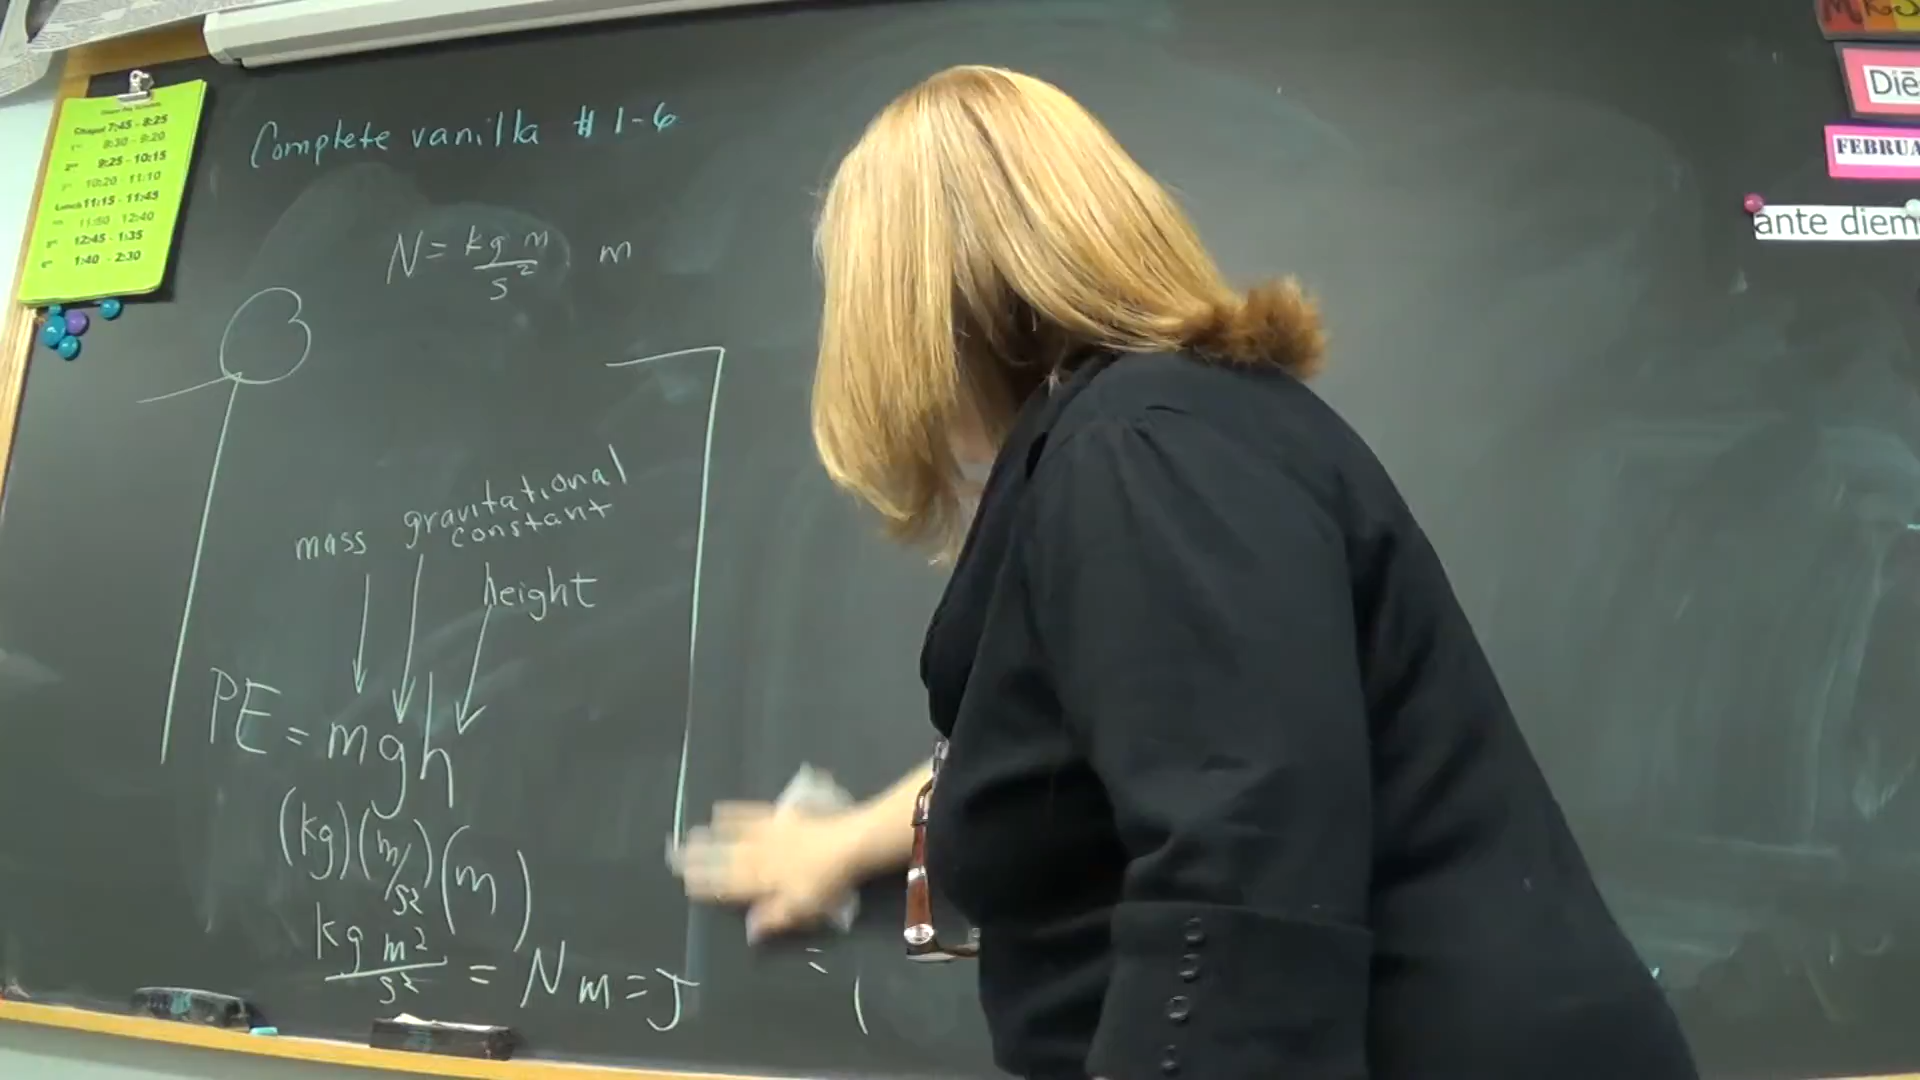 Chapel 7:45 - 8:25
8:30 - 9:20
9:25 - 10:15
10:20 - 11:10
Lunch 11:15 - 11:45
11:50 - 12:40
12:45 - 1:35
1:40 - 2:30
Complete vanilla # 1-6
N = kg m / s² m
mass
gravitational
constant
height
PE = mgh
(kg)(m/s²)(m)
kg m² / s² = N m = J
=
(
Diē
FEBRUA
ante diem